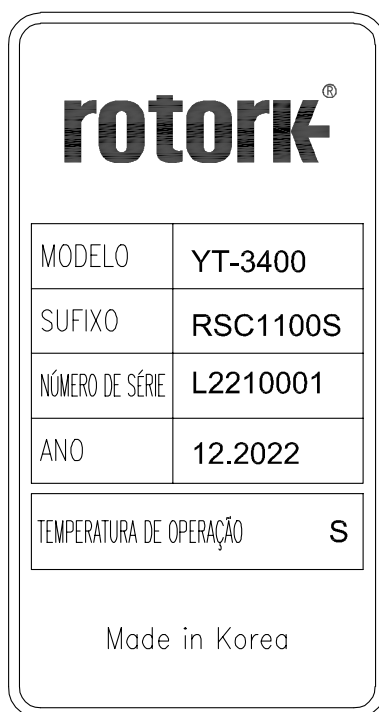 rotork®
MODELO YT-3400
SUFIXO RSC1100S
NÚMERO DE SÉRIE L2210001
ANO 12.2022
TEMPERATURA DE OPERAÇÃO S
Made in Korea